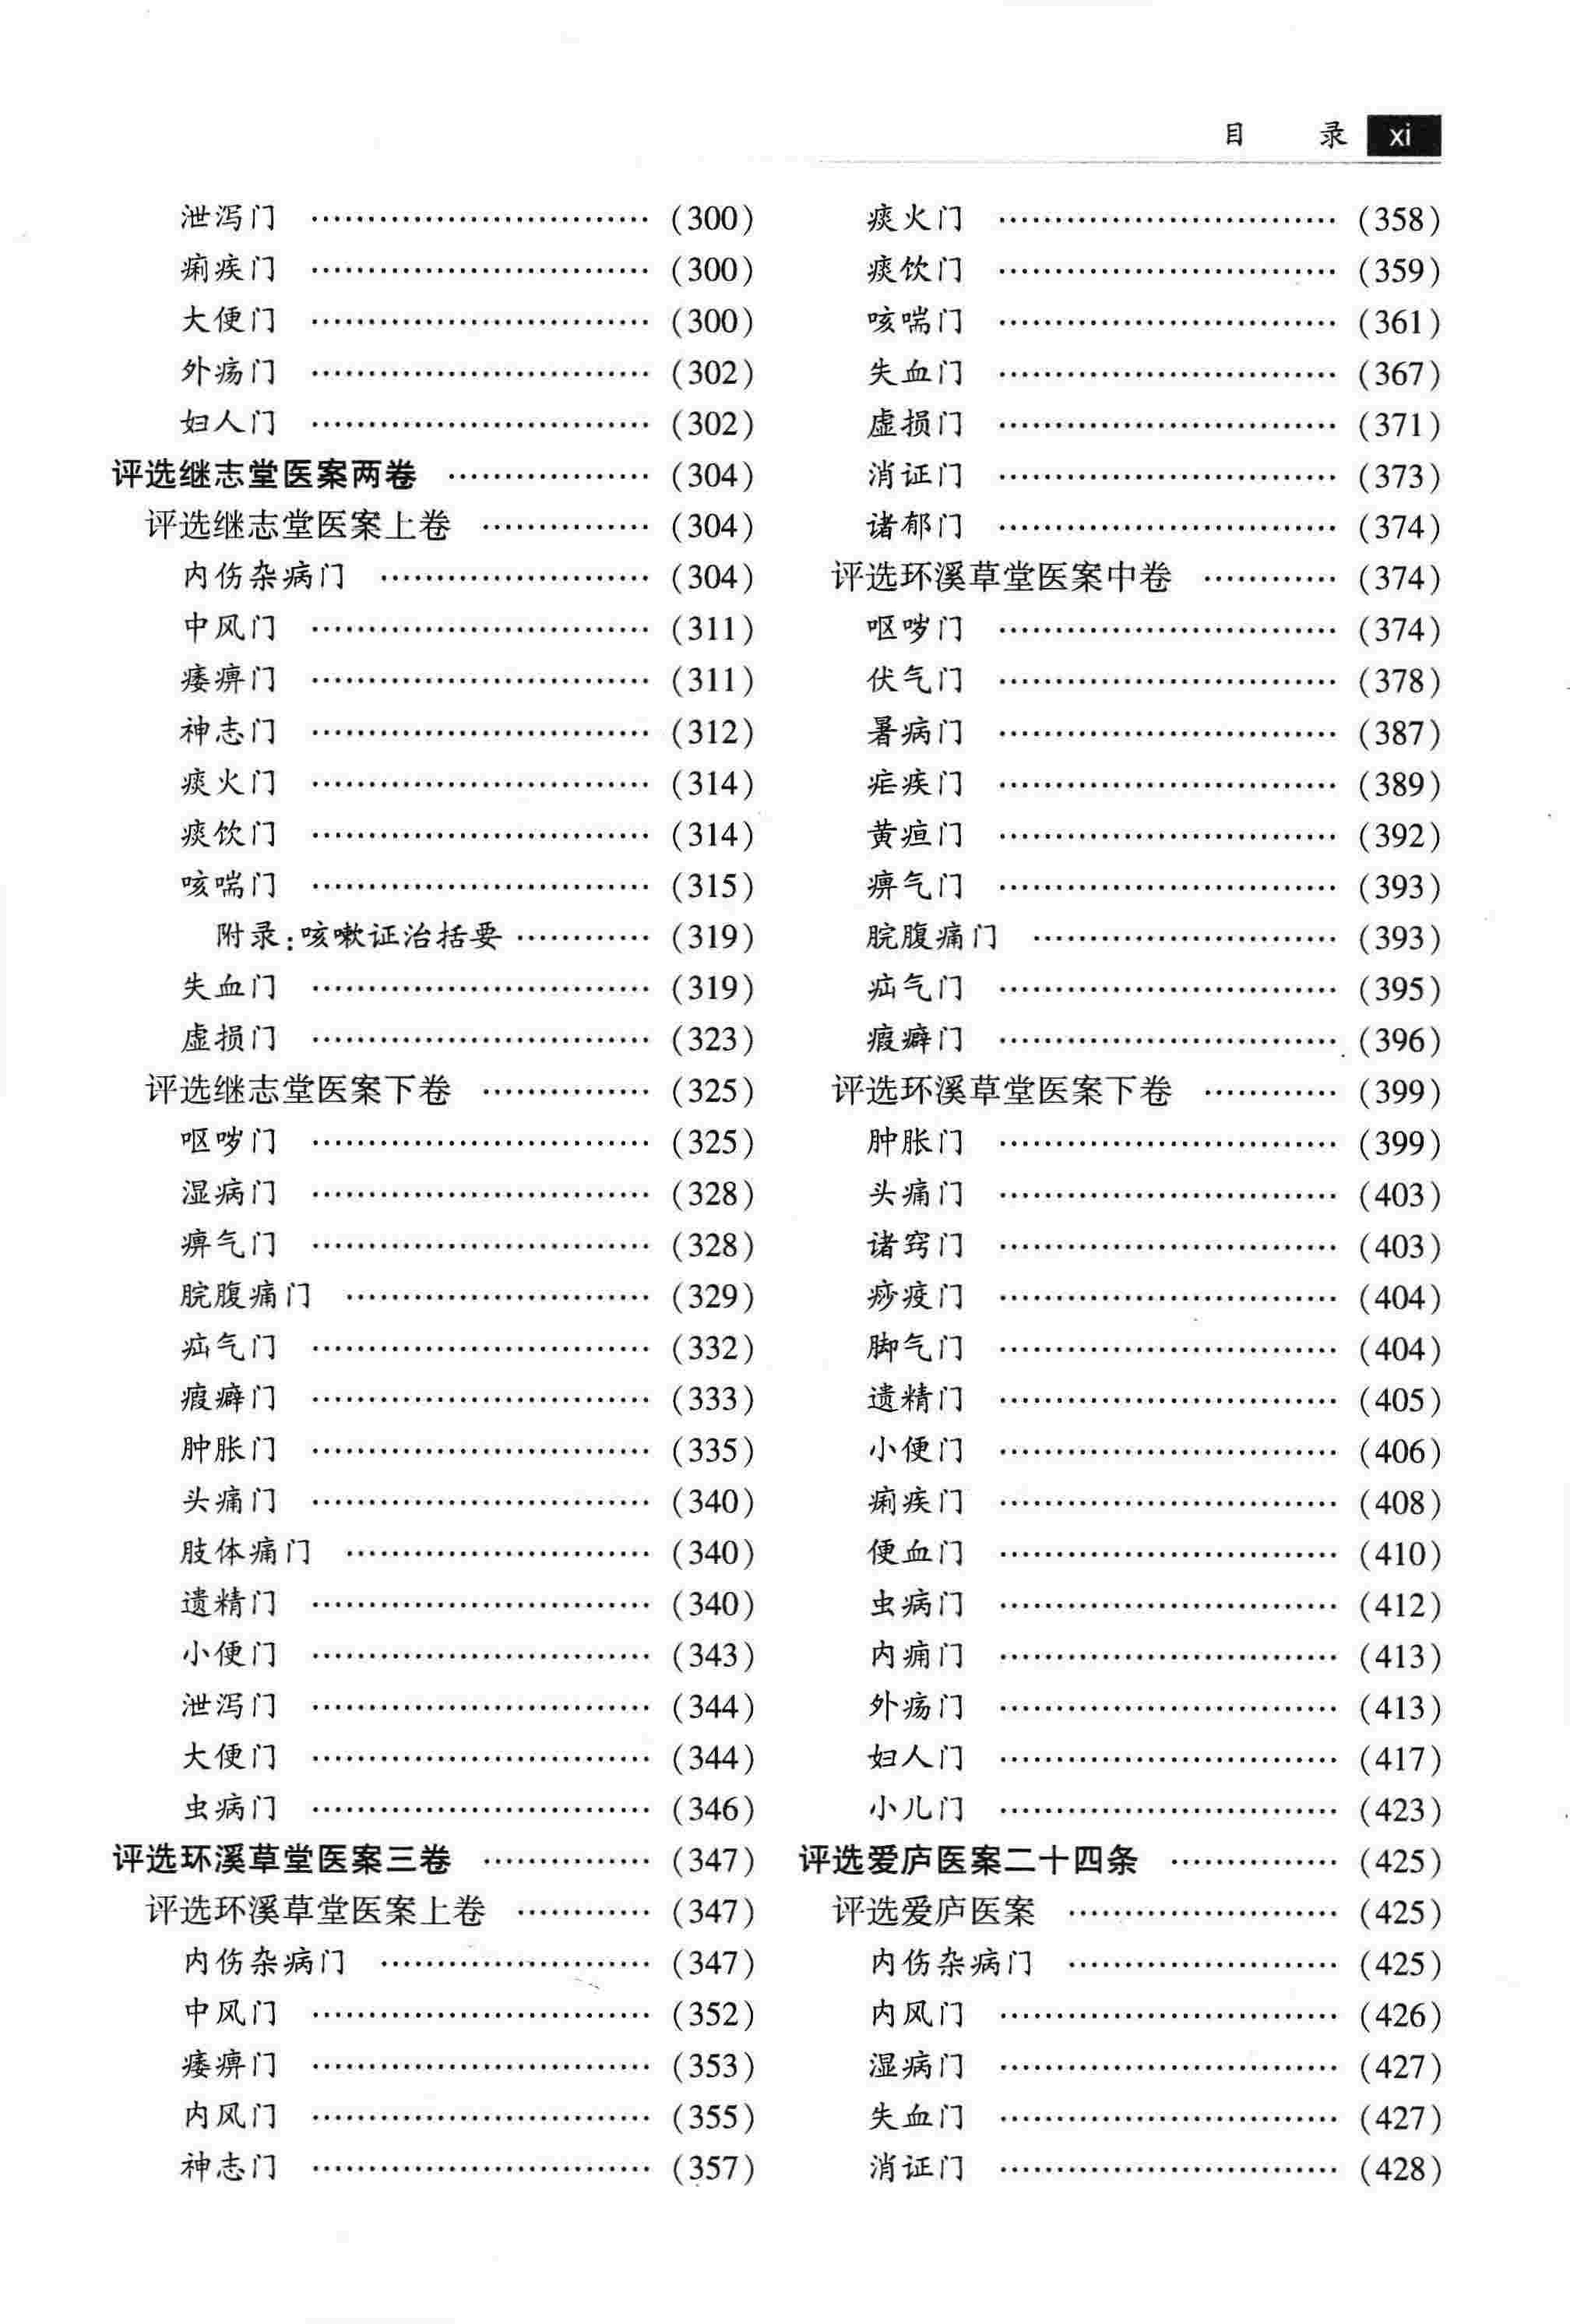 目 录 xi
泄泻门 …………………………… (300)
痢疾门 …………………………… (300)
大便门 …………………………… (300)
外疡门 …………………………… (302)
妇人门 …………………………… (302)
评选继志堂医案两卷 ……………… (304)
评选继志堂医案上卷 …………… (304)
内伤杂病门 ……………………… (304)
中风门 …………………………… (311)
痿痹门 …………………………… (311)
神志门 …………………………… (312)
痰火门 …………………………… (314)
痰饮门 …………………………… (314)
咳喘门 …………………………… (315)
附录:咳嗽证治括要 ………… (319)
失血门 …………………………… (319)
虚损门 …………………………… (323)
评选继志堂医案下卷 …………… (325)
呕哕门 …………………………… (325)
湿病门 …………………………… (328)
痹气门 …………………………… (328)
脘腹痛门 ………………………… (329)
疝气门 …………………………… (332)
瘕癖门 …………………………… (333)
肿胀门 …………………………… (335)
头痛门 …………………………… (340)
肢体痛门 ………………………… (340)
遗精门 …………………………… (340)
小便门 …………………………… (343)
泄泻门 …………………………… (344)
大便门 …………………………… (344)
虫病门 …………………………… (346)
评选环溪草堂医案三卷 …………… (347)
评选环溪草堂医案上卷 ………… (347)
内伤杂病门 ……………………… (347)
中风门 …………………………… (352)
痿痹门 …………………………… (353)
内风门 …………………………… (355)
神志门 …………………………… (357)
痰火门 …………………………… (358)
痰饮门 …………………………… (359)
咳喘门 …………………………… (361)
失血门 …………………………… (367)
虚损门 …………………………… (371)
消证门 …………………………… (373)
诸郁门 …………………………… (374)
评选环溪草堂医案中卷 ………… (374)
呕哕门 …………………………… (374)
伏气门 …………………………… (378)
暑病门 …………………………… (387)
疟疾门 …………………………… (389)
黄疸门 …………………………… (392)
痹气门 …………………………… (393)
脘腹痛门 ………………………… (393)
疝气门 …………………………… (395)
瘕癖门 …………………………… (396)
评选环溪草堂医案下卷 ………… (399)
肿胀门 …………………………… (399)
头痛门 …………………………… (403)
诸窍门 …………………………… (403)
痧疫门 …………………………… (404)
脚气门 …………………………… (404)
遗精门 …………………………… (405)
小便门 …………………………… (406)
痢疾门 …………………………… (408)
便血门 …………………………… (410)
虫病门 …………………………… (412)
内痈门 …………………………… (413)
外疡门 …………………………… (413)
妇人门 …………………………… (417)
小儿门 …………………………… (423)
评选爱庐医案二十四条 …………… (425)
评选爱庐医案 …………………… (425)
内伤杂病门 ……………………… (425)
内风门 …………………………… (426)
湿病门 …………………………… (427)
失血门 …………………………… (427)
消证门 …………………………… (428)